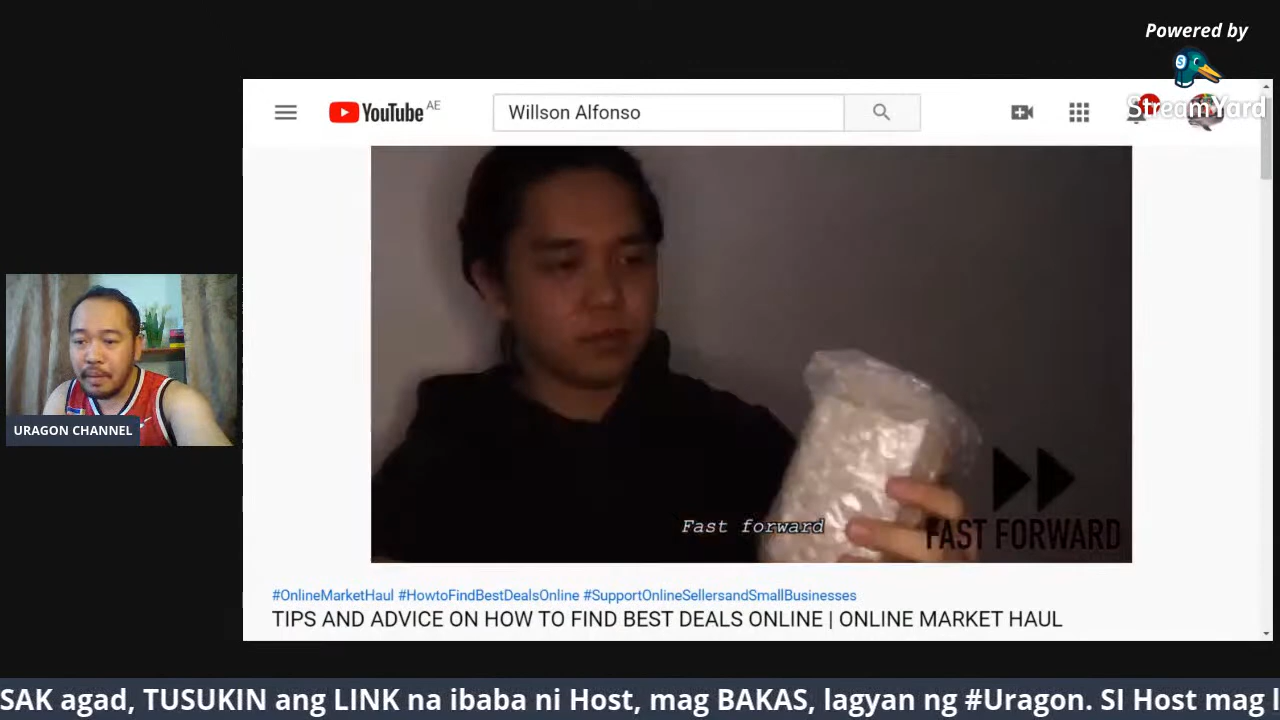 Powered by
StreamYard
YouTube AE
Willson Alfonso
URAGON CHANNEL
Fast forward
FAST FORWARD
#OnlineMarketHaul #HowtoFindBestDealsOnline #SupportOnlineSellersandSmallBusinesses
TIPS AND ADVICE ON HOW TO FIND BEST DEALS ONLINE | ONLINE MARKET HAUL
SAK agad, TUSUKIN ang LINK na ibaba ni Host, mag BAKAS, lagyan ng #Uragon. SI Host mag l